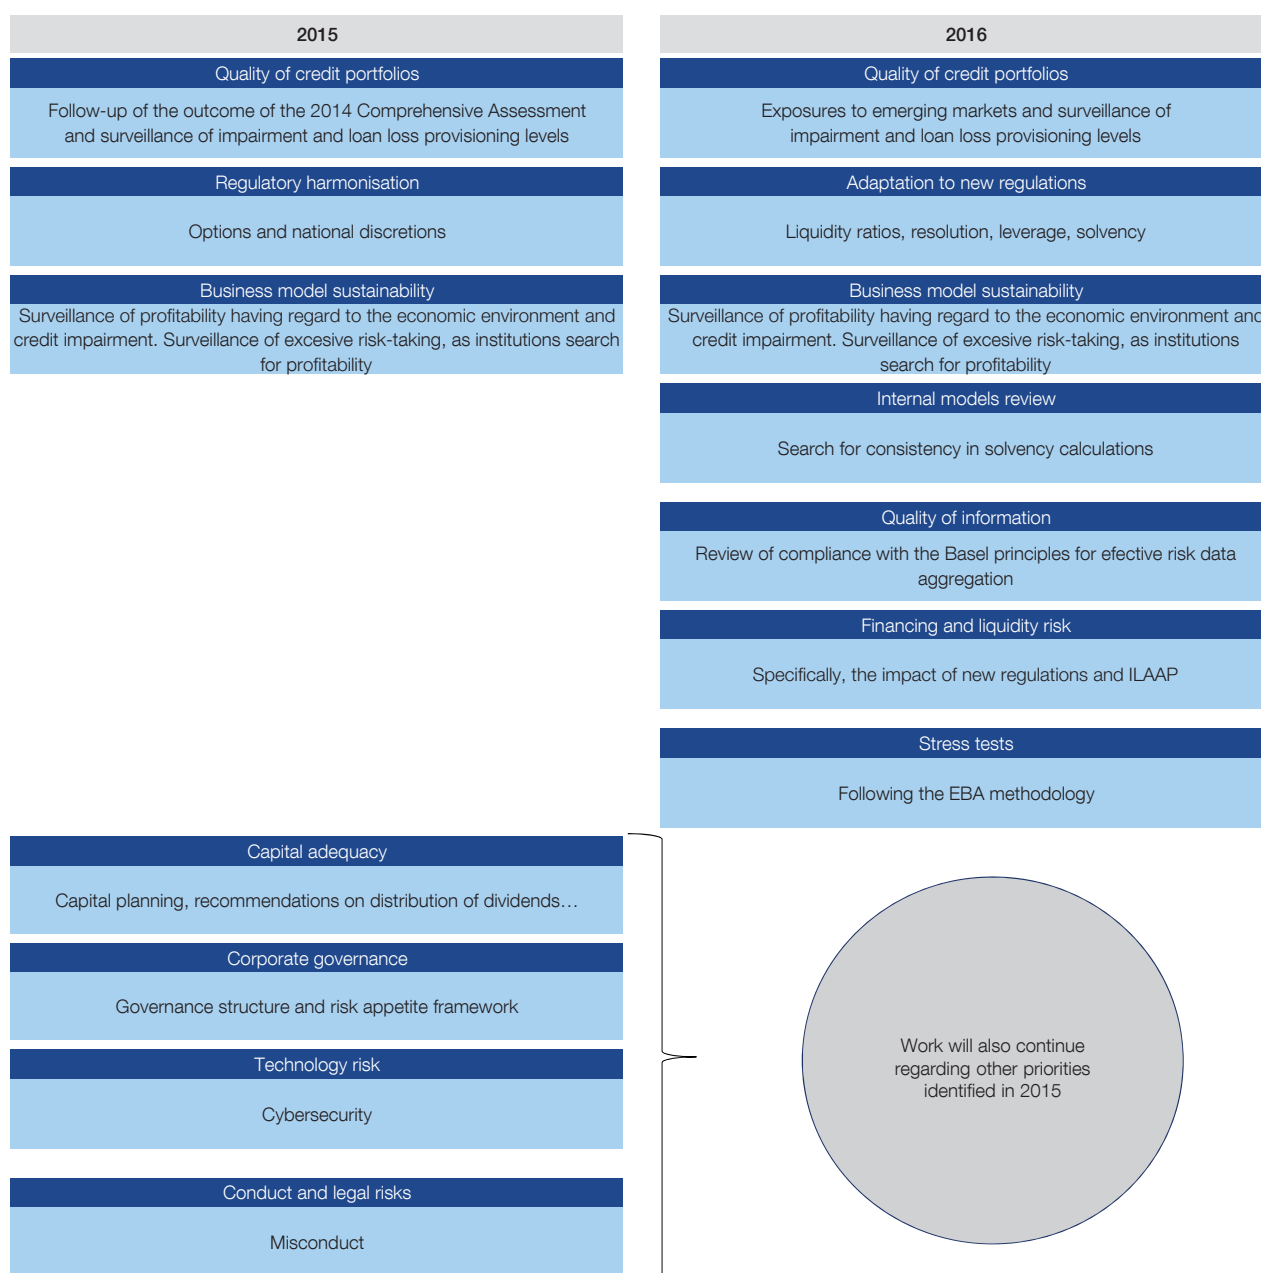 2015
Quality of credit portfolios
Follow-up of the outcome of the 2014 Comprehensive Assessment
and surveillance of impairment and loan loss provisioning levels
Regulatory harmonisation
Options and national discretions
Business model sustainability
Surveillance of profitability having regard to the economic environment and
credit impairment. Surveillance of excesive risk-taking, as institutions search
for profitability
2016
Quality of credit portfolios
Exposures to emerging markets and surveillance of
impairment and loan loss provisioning levels
Adaptation to new regulations
Liquidity ratios, resolution, leverage, solvency
Business model sustainability
Surveillance of profitability having regard to the economic environment and
credit impairment. Surveillance of excesive risk-taking, as institutions
search for profitability
Internal models review
Search for consistency in solvency calculations
Quality of information
Review of compliance with the Basel principles for efective risk data
aggregation
Financing and liquidity risk
Specifically, the impact of new regulations and ILAAP
Stress tests
Following the EBA methodology
Capital adequacy
Capital planning, recommendations on distribution of dividends…
Corporate governance
Governance structure and risk appetite framework
Technology risk
Cybersecurity
Conduct and legal risks
Misconduct
Work will also continue
regarding other priorities
identified in 2015